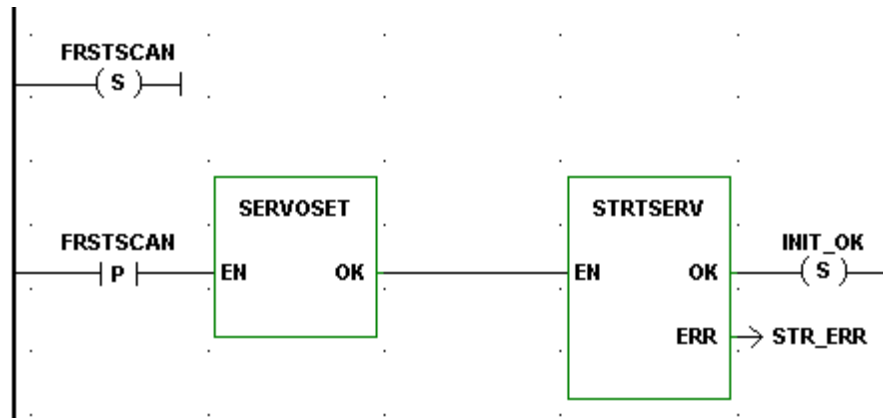 FRSTSCAN
S
SERVOSET
STRTSERV
FRSTSCAN
INIT_OK
P
EN OK
EN OK
S
ERR
STR_ERR